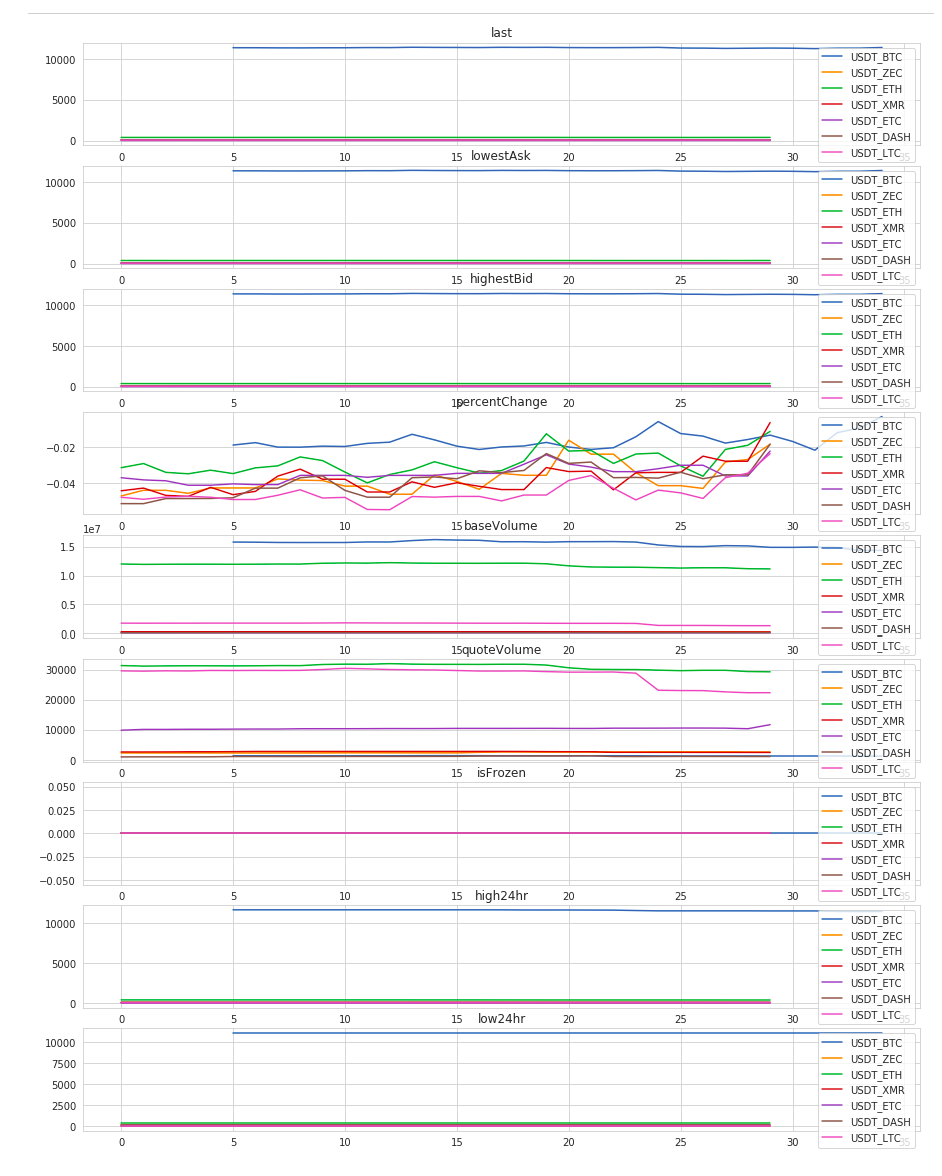 last
10000
5000
0
0 5 10 15 20 25 30 35
USDT_BTC
USDT_ZEC
USDT_ETH
USDT_XMR
USDT_ETC
USDT_DASH
USDT_LTC
lowestAsk
10000
5000
0
0 5 10 15 20 25 30 35
USDT_BTC
USDT_ZEC
USDT_ETH
USDT_XMR
USDT_ETC
USDT_DASH
USDT_LTC
highestBid
10000
5000
0
0 5 10 15 20 25 30 35
USDT_BTC
USDT_ZEC
USDT_ETH
USDT_XMR
USDT_ETC
USDT_DASH
USDT_LTC
percentChange
−0.02
−0.04
0 5 10 15 20 25 30 35
USDT_BTC
USDT_ZEC
USDT_ETH
USDT_XMR
USDT_ETC
USDT_DASH
USDT_LTC
baseVolume
1e7
1.5
1.0
0.5
0.0
0 5 10 15 20 25 30 35
USDT_BTC
USDT_ZEC
USDT_ETH
USDT_XMR
USDT_ETC
USDT_DASH
USDT_LTC
quoteVolume
30000
20000
10000
0
0 5 10 15 20 25 30 35
USDT_BTC
USDT_ZEC
USDT_ETH
USDT_XMR
USDT_ETC
USDT_DASH
USDT_LTC
isFrozen
0.050
0.025
0.000
−0.025
−0.050
0 5 10 15 20 25 30 35
USDT_BTC
USDT_ZEC
USDT_ETH
USDT_XMR
USDT_ETC
USDT_DASH
USDT_LTC
high24hr
10000
5000
0
0 5 10 15 20 25 30 35
USDT_BTC
USDT_ZEC
USDT_ETH
USDT_XMR
USDT_ETC
USDT_DASH
USDT_LTC
low24hr
10000
7500
5000
2500
0
0 5 10 15 20 25 30 35
USDT_BTC
USDT_ZEC
USDT_ETH
USDT_XMR
USDT_ETC
USDT_DASH
USDT_LTC